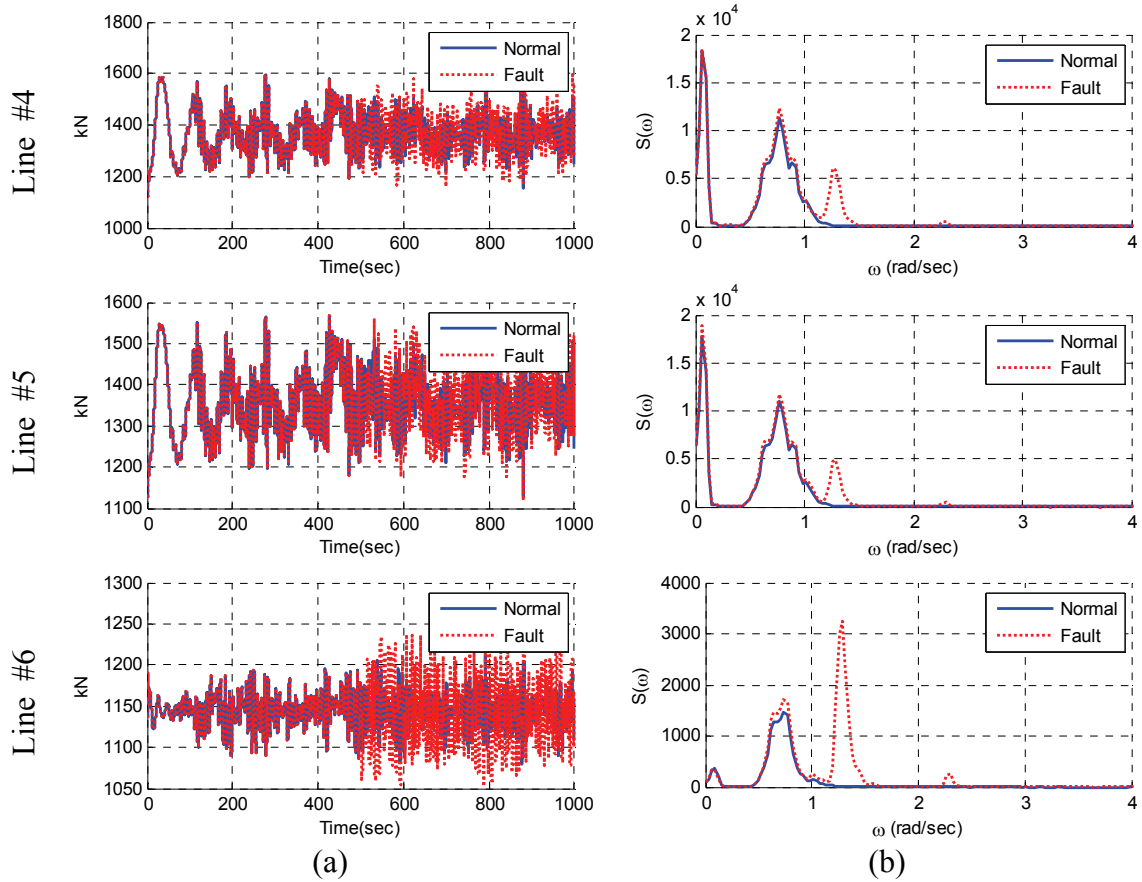 Line #4
1800
1600
1400
1200
1000
kN
0 200 400 600 800 1000
Time(sec)
Normal
Fault
x 10⁴
2
1.5
1
0.5
0
S(ω)
0 1 2 3 4
ω (rad/sec)
Normal
Fault
Line #5
1600
1500
1400
1300
1200
1100
kN
0 200 400 600 800 1000
Time(sec)
Normal
Fault
x 10⁴
2
1.5
1
0.5
0
S(ω)
0 1 2 3 4
ω (rad/sec)
Normal
Fault
Line #6
1300
1250
1200
1150
1100
1050
kN
0 200 400 600 800 1000
Time(sec)
Normal
Fault
4000
3000
2000
1000
0
S(ω)
0 1 2 3 4
ω (rad/sec)
Normal
Fault
(a)
(b)